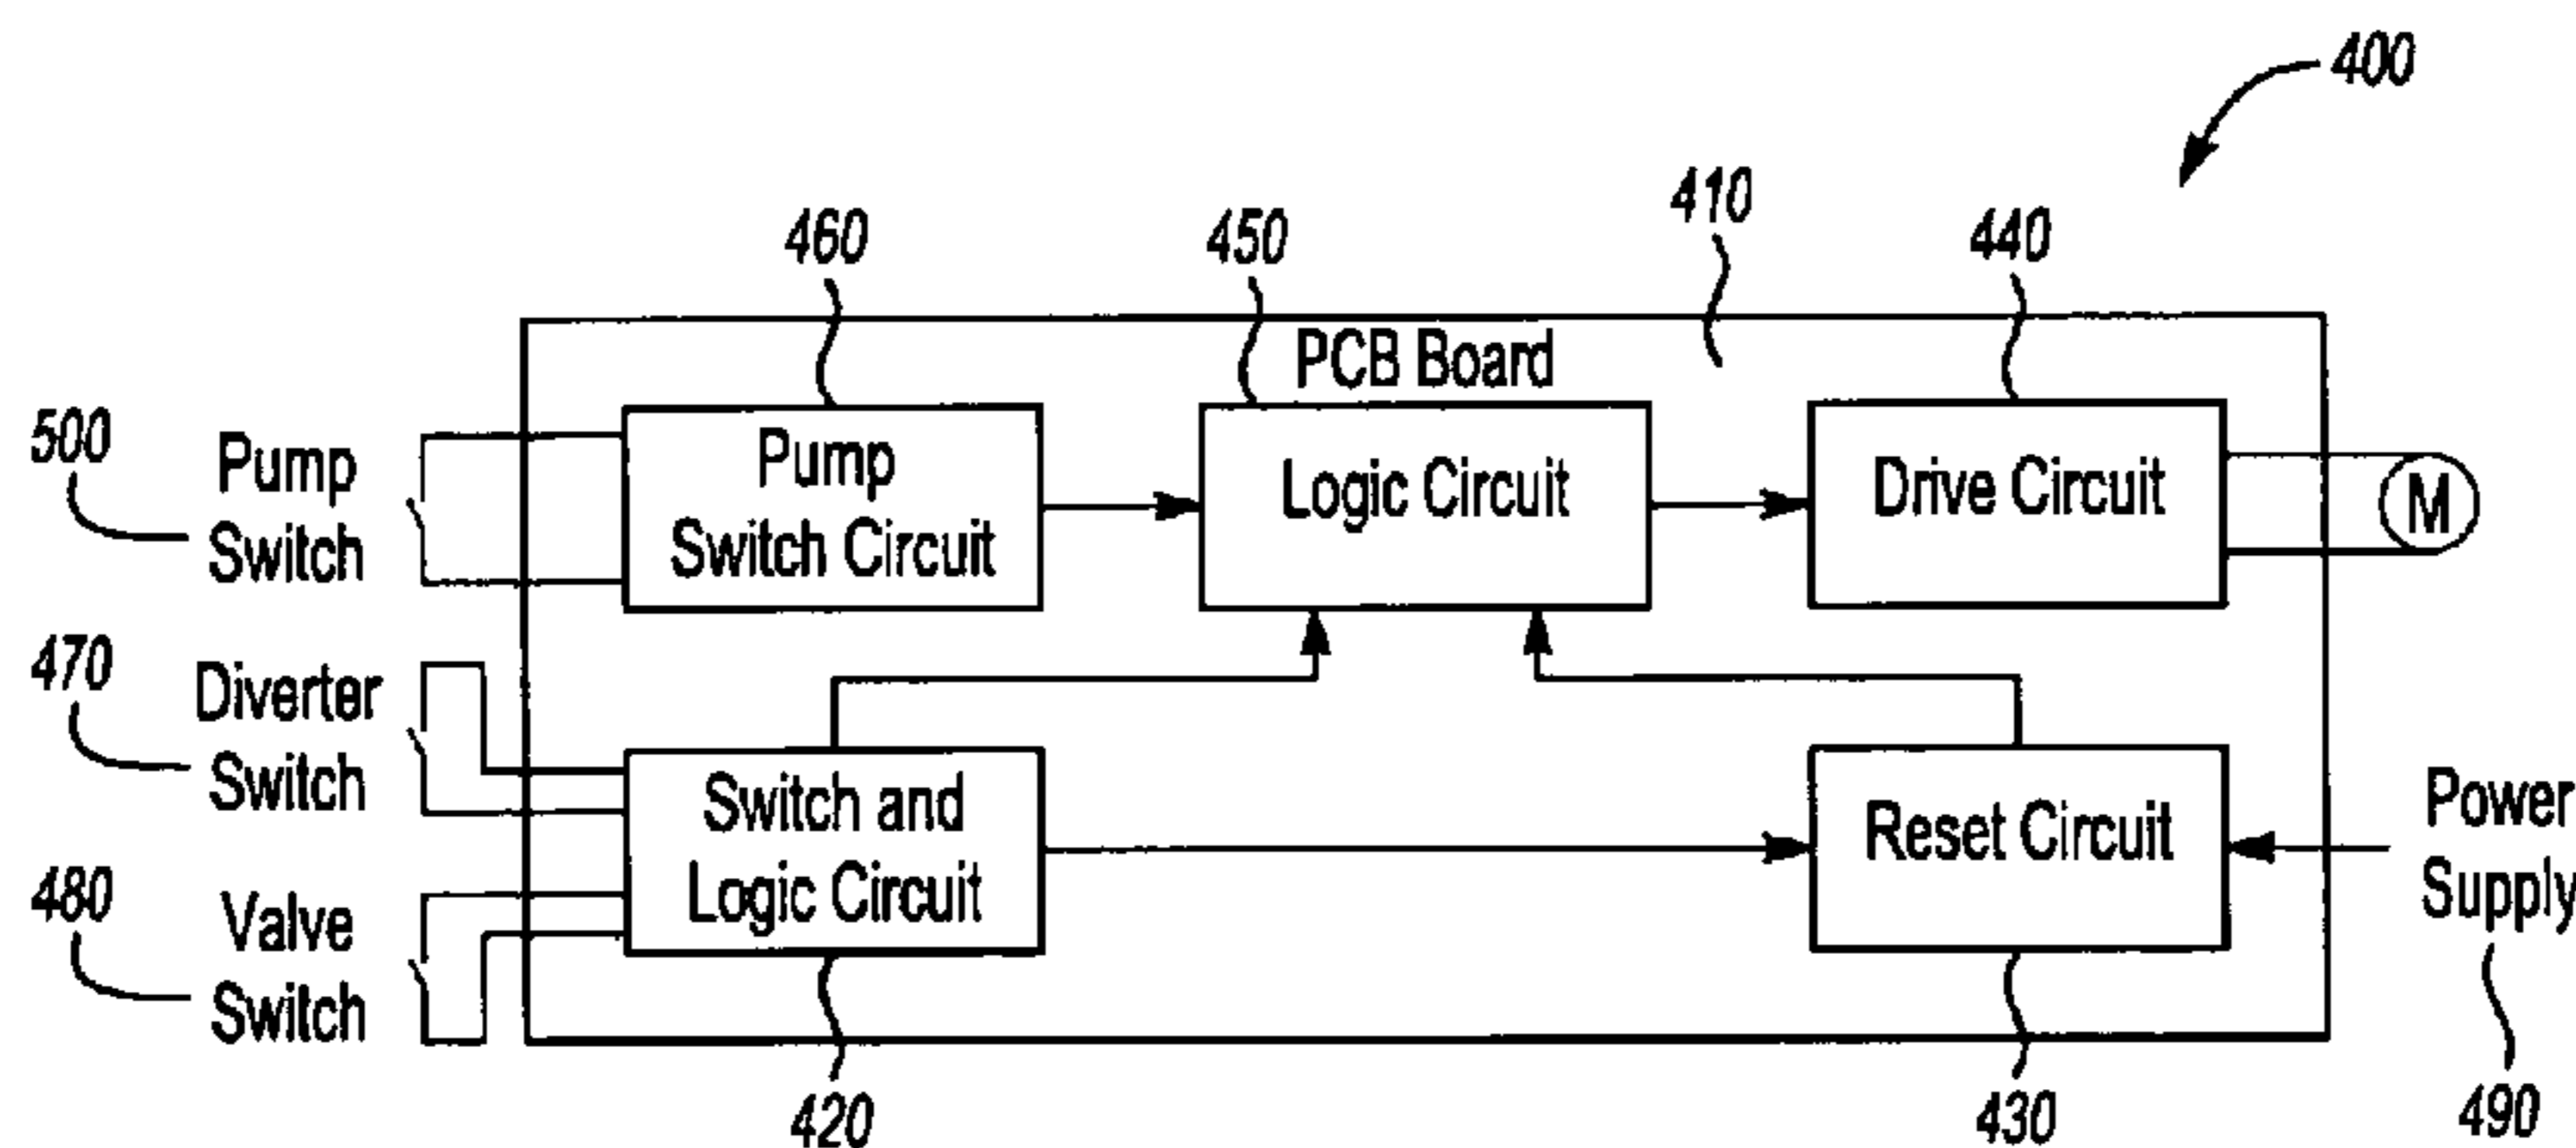 400
410
460
450
440
PCB Board
500
Pump
Switch
Pump
Switch Circuit
Logic Circuit
Drive Circuit
M
470
Diverter
Switch
Switch and
Logic Circuit
Reset Circuit
Power
Supply
480
Valve
Switch
420
430
490